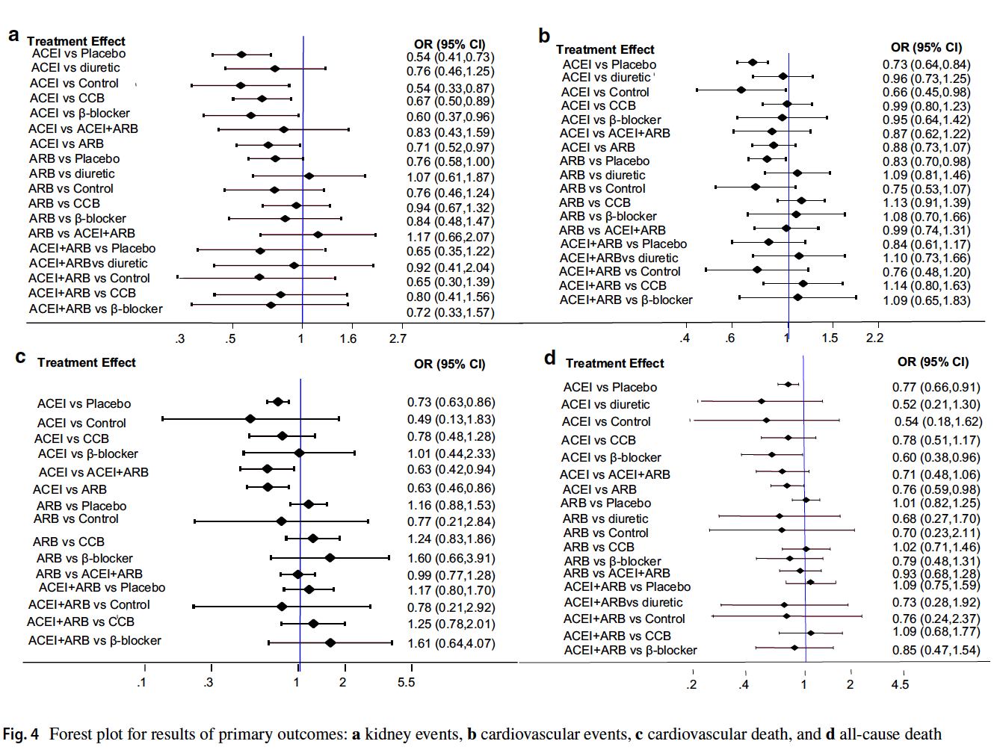 a
Treatment Effect OR (95% CI)
ACEI vs Placebo 0.54 (0.41,0.73)
ACEI vs diuretic 0.76 (0.46,1.25)
ACEI vs Control 0.54 (0.33,0.87)
ACEI vs CCB 0.67 (0.50,0.89)
ACEI vs β-blocker 0.60 (0.37,0.96)
ACEI vs ACEI+ARB 0.83 (0.43,1.59)
ACEI vs ARB 0.71 (0.52,0.97)
ARB vs Placebo 0.76 (0.58,1.00)
ARB vs diuretic 1.07 (0.61,1.87)
ARB vs Control 0.76 (0.46,1.24)
ARB vs CCB 0.94 (0.67,1.32)
ARB vs β-blocker 0.84 (0.48,1.47)
ARB vs ACEI+ARB 1.17 (0.66,2.07)
ACEI+ARB vs Placebo 0.65 (0.35,1.22)
ACEI+ARBvs diuretic 0.92 (0.41,2.04)
ACEI+ARB vs Control 0.65 (0.30,1.39)
ACEI+ARB vs CCB 0.80 (0.41,1.56)
ACEI+ARB vs β-blocker 0.72 (0.33,1.57)
.3 .5 1 1.6 2.7
b
Treatment Effect OR (95% CI)
ACEI vs Placebo 0.73 (0.64,0.84)
ACEI vs diuretic 0.96 (0.73,1.25)
ACEI vs Control 0.66 (0.45,0.98)
ACEI vs CCB 0.99 (0.80,1.23)
ACEI vs β-blocker 0.95 (0.64,1.42)
ACEI vs ACEI+ARB 0.87 (0.62,1.22)
ACEI vs ARB 0.88 (0.73,1.07)
ARB vs Placebo 0.83 (0.70,0.98)
ARB vs diuretic 1.09 (0.81,1.46)
ARB vs Control 0.75 (0.53,1.07)
ARB vs CCB 1.13 (0.91,1.39)
ARB vs β-blocker 1.08 (0.70,1.66)
ARB vs ACEI+ARB 0.99 (0.74,1.31)
ACEI+ARB vs Placebo 0.84 (0.61,1.17)
ACEI+ARBvs diuretic 1.10 (0.73,1.66)
ACEI+ARB vs Control 0.76 (0.48,1.20)
ACEI+ARB vs CCB 1.14 (0.80,1.63)
ACEI+ARB vs β-blocker 1.09 (0.65,1.83)
.4 .6 1 1.5 2.2
c
Treatment Effect OR (95% CI)
ACEI vs Placebo 0.73 (0.63,0.86)
ACEI vs Control 0.49 (0.13,1.83)
ACEI vs CCB 0.78 (0.48,1.28)
ACEI vs β-blocker 1.01 (0.44,2.33)
ACEI vs ACEI+ARB 0.63 (0.42,0.94)
ACEI vs ARB 0.63 (0.46,0.86)
ARB vs Placebo 1.16 (0.88,1.53)
ARB vs Control 0.77 (0.21,2.84)
ARB vs CCB 1.24 (0.83,1.86)
ARB vs β-blocker 1.60 (0.66,3.91)
ARB vs ACEI+ARB 0.99 (0.77,1.28)
ACEI+ARB vs Placebo 1.17 (0.80,1.70)
ACEI+ARB vs Control 0.78 (0.21,2.92)
ACEI+ARB vs CCB 1.25 (0.78,2.01)
ACEI+ARB vs β-blocker 1.61 (0.64,4.07)
.1 .3 1 2 5.5
d
Treatment Effect OR (95% CI)
ACEI vs Placebo 0.77 (0.66,0.91)
ACEI vs diuretic 0.52 (0.21,1.30)
ACEI vs Control 0.54 (0.18,1.62)
ACEI vs CCB 0.78 (0.51,1.17)
ACEI vs β-blocker 0.60 (0.38,0.96)
ACEI vs ACEI+ARB 0.71 (0.48,1.06)
ACEI vs ARB 0.76 (0.59,0.98)
ARB vs Placebo 1.01 (0.82,1.25)
ARB vs diuretic 0.68 (0.27,1.70)
ARB vs Control 0.70 (0.23,2.11)
ARB vs CCB 1.02 (0.71,1.46)
ARB vs β-blocker 0.79 (0.48,1.31)
ARB vs ACEI+ARB 0.93 (0.68,1.28)
ACEI+ARB vs Placebo 1.09 (0.75,1.59)
ACEI+ARBvs diuretic 0.73 (0.28,1.92)
ACEI+ARB vs Control 0.76 (0.24,2.37)
ACEI+ARB vs CCB 1.09 (0.68,1.77)
ACEI+ARB vs β-blocker 0.85 (0.47,1.54)
.2 .4 1 2 4.5
Fig. 4 Forest plot for results of primary outcomes: a kidney events, b cardiovascular events, c cardiovascular death, and d all-cause death